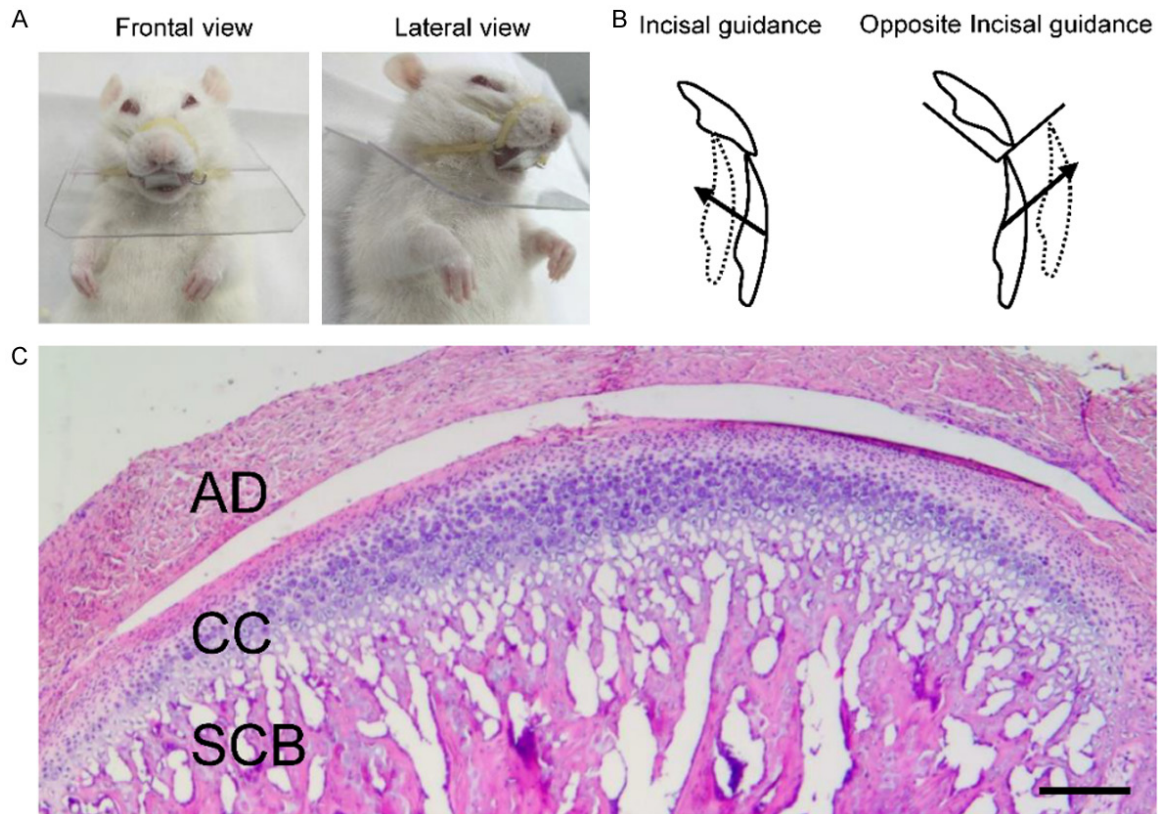 A
Frontal view
Lateral view
B
Incisal guidance
Opposite Incisal guidance
C
AD
CC
SCB